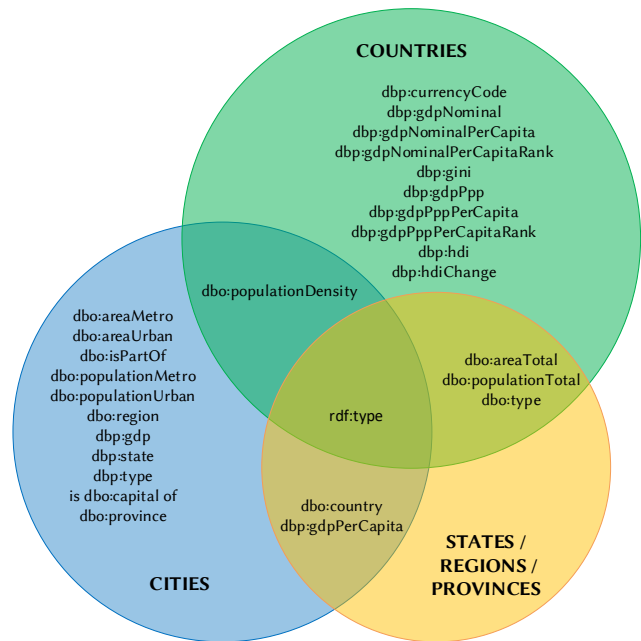 COUNTRIES
dbp:currencyCode
dbp:gdpNominal
dbp:gdpNominalPerCapita
dbp:gdpNominalPerCapitaRank
dbp:gini
dbp:gdpPpp
dbp:gdpPppPerCapita
dbp:gdpPppPerCapitaRank
dbp:hdi
dbp:hdiChange
dbo:populationDensity
dbo:areaMetro
dbo:areaUrban
dbo:isPartOf
dbo:populationMetro
dbo:populationUrban
dbo:region
dbp:gdp
dbp:state
dbp:type
is dbo:capital of
dbo:province
dbo:areaTotal
dbo:populationTotal
dbo:type
rdf:type
dbo:country
dbp:gdpPerCapita
CITIES
STATES /
REGIONS /
PROVINCES